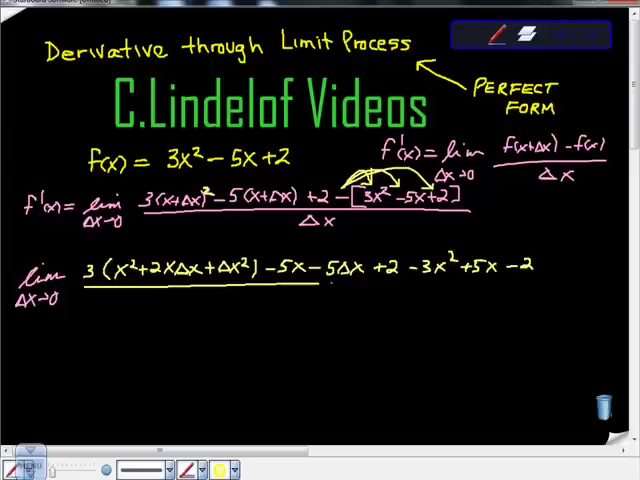 Derivative through Limit Process
PERFECT
FORM
C.Lindelof Videos
f(x) = 3x² - 5x + 2
f'(x) = lim Δx→0 f(x+Δx) - f(x) / Δx
f'(x) = lim Δx→0 3(x+Δx)² - 5(x+Δx) + 2 - [3x² - 5x + 2] / Δx
lim Δx→0 3(x² + 2xΔx + Δx²) - 5x - 5Δx + 2 - 3x² + 5x - 2
MENU